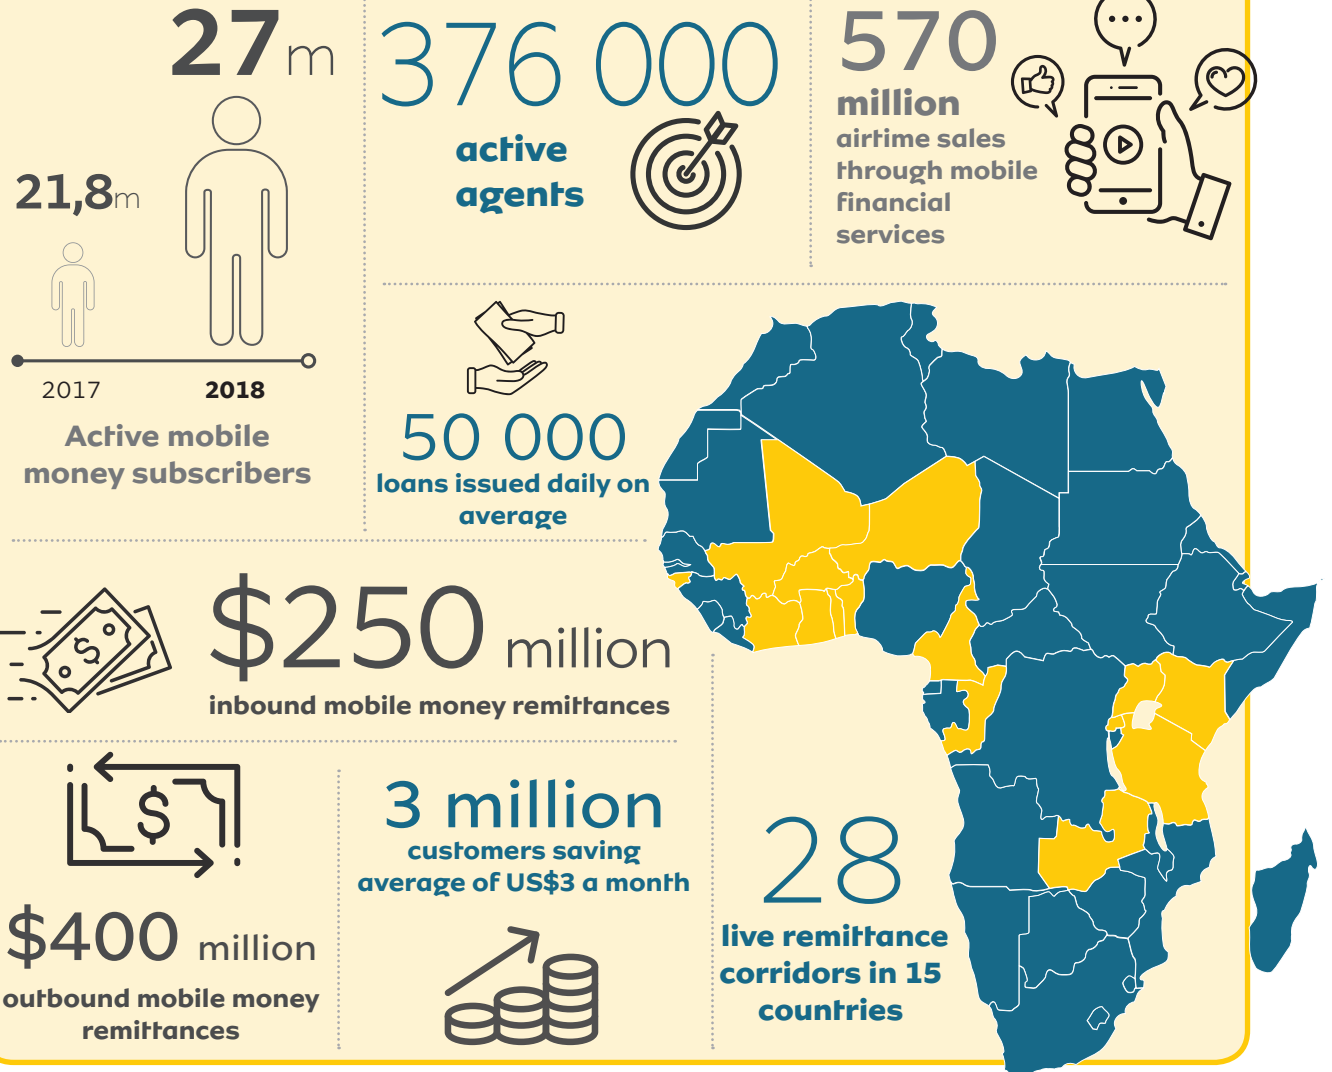 27m
21,8m
2017
2018
Active mobile
money subscribers
376 000
active
agents
570
million
airtime sales
through mobile
financial
services
50 000
loans issued daily on
average
$250 million
inbound mobile money remittances
$
$400 million
outbound mobile money
remittances
$
3 million
customers saving
average of US$3 a month
28
live remittance
corridors in 15
countries